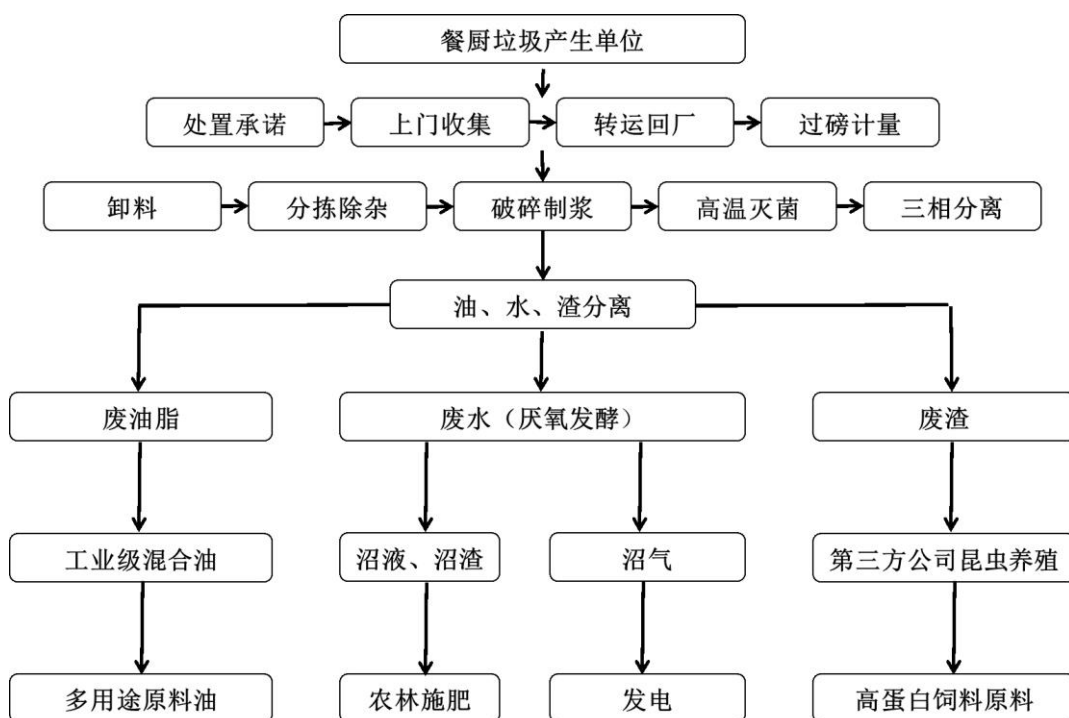 餐厨垃圾产生单位
处置承诺 上门收集 转运回厂 过磅计量
卸料 分拣除杂 破碎制浆 高温灭菌 三相分离
油、水、渣分离
废油脂 废水（厌氧发酵） 废渣
工业级混合油 沼液、沼渣 沼气 第三方公司昆虫养殖
多用途原料油 农林施肥 发电 高蛋白饲料原料